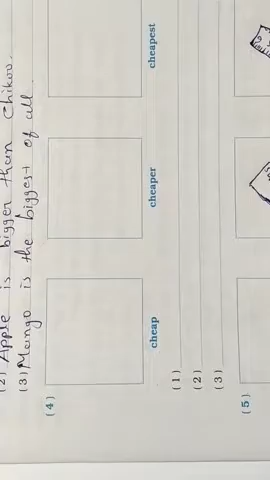 (2) Apple is bigger than Chikoo.
(3) Mango is the biggest of all
(4)
cheap cheaper cheapest
(1)
(2)
(3)
(5)